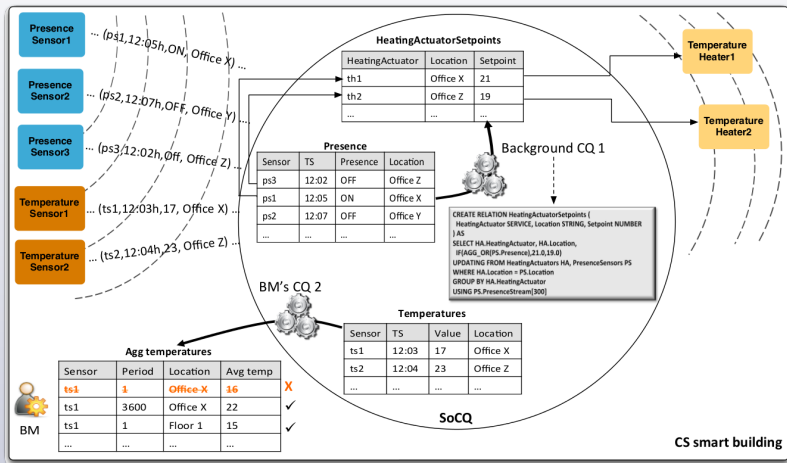 Presence
Sensor1
... (ps1,12:05h,ON, Office X) ...
Presence
Sensor2
... (ps2,12:07h,OFF, Office Y) ...
Presence
Sensor3
... (ps3,12:02h,Off, Office Z) ...
Temperature
Sensor1
... (ts1,12:03h,17, Office X) ...
Temperature
Sensor2
... (ts2,12:04h,23, Office Z) ...
HeatingActuatorSetpoints
HeatingActuator Location Setpoint
th1 Office X 21
th2 Office Z 19
... ... ...
Temperature
Heater1
Temperature
Heater2
Presence
Sensor TS Presence Location
ps3 12:02 OFF Office Z
ps1 12:05 ON Office X
ps2 12:07 OFF Office Y
Background CQ 1
CREATE RELATION HeatingActuatorSetpoints (
HeatingActuator SERVICE, Location STRING, Setpoint NUMBER
) AS
SELECT HA.HeatingActuator, HA.Location,
IF(AGG_OR(PS.Presence),21.0,19.0)
UPDATING FROM HeatingActuators HA, PresenceSensors PS
WHERE HA.Location = PS.Location
GROUP BY HA.HeatingActuator
USING PS.PresenceStream[300]
BM's CQ 2
Temperatures
Sensor TS Value Location
ts1 12:03 17 Office X
ts2 12:04 23 Office Z
... ... ... ...
Agg temperatures
Sensor Period Location Avg temp
ts1 1 Office X 16 X
ts1 3600 Office X 22 ✓
ts1 1 Floor 1 15 ✓
... ... ... ...
BM
SoCQ
CS smart building